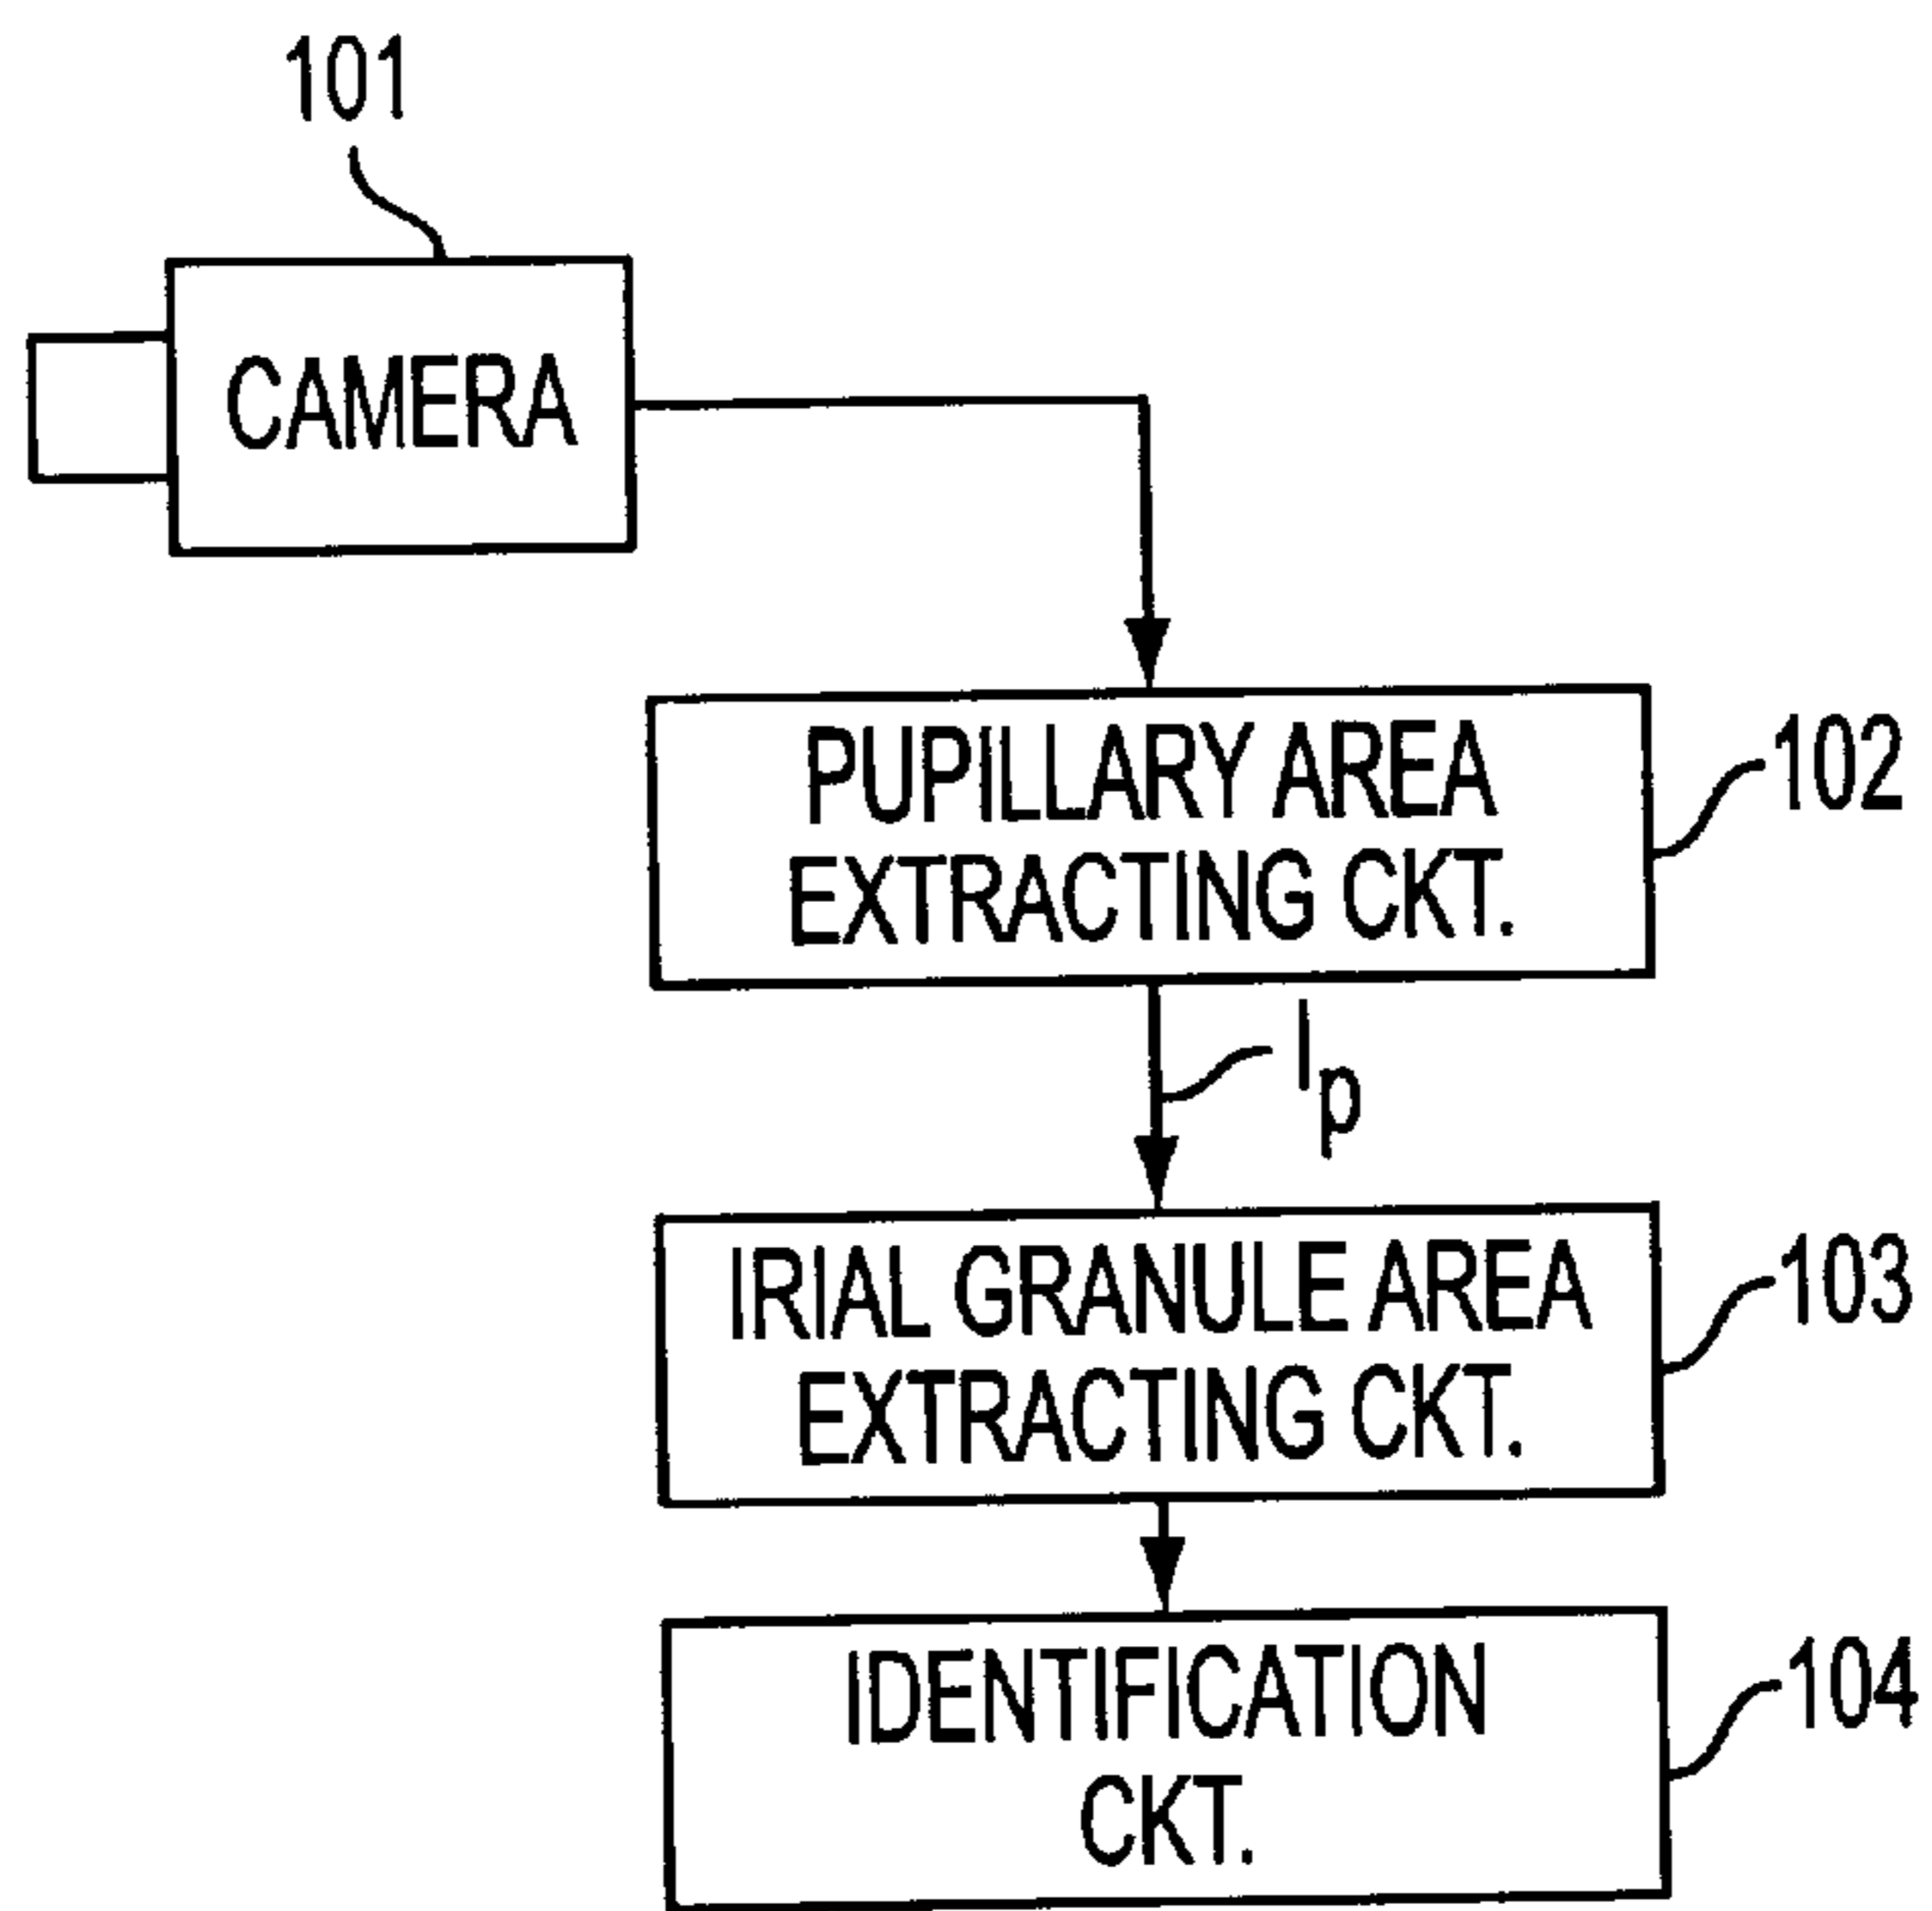 101
CAMERA
PUPILLARY AREA
EXTRACTING CKT.
102
Ip
IRIAL GRANULE AREA
EXTRACTING CKT.
103
IDENTIFICATION
CKT.
104